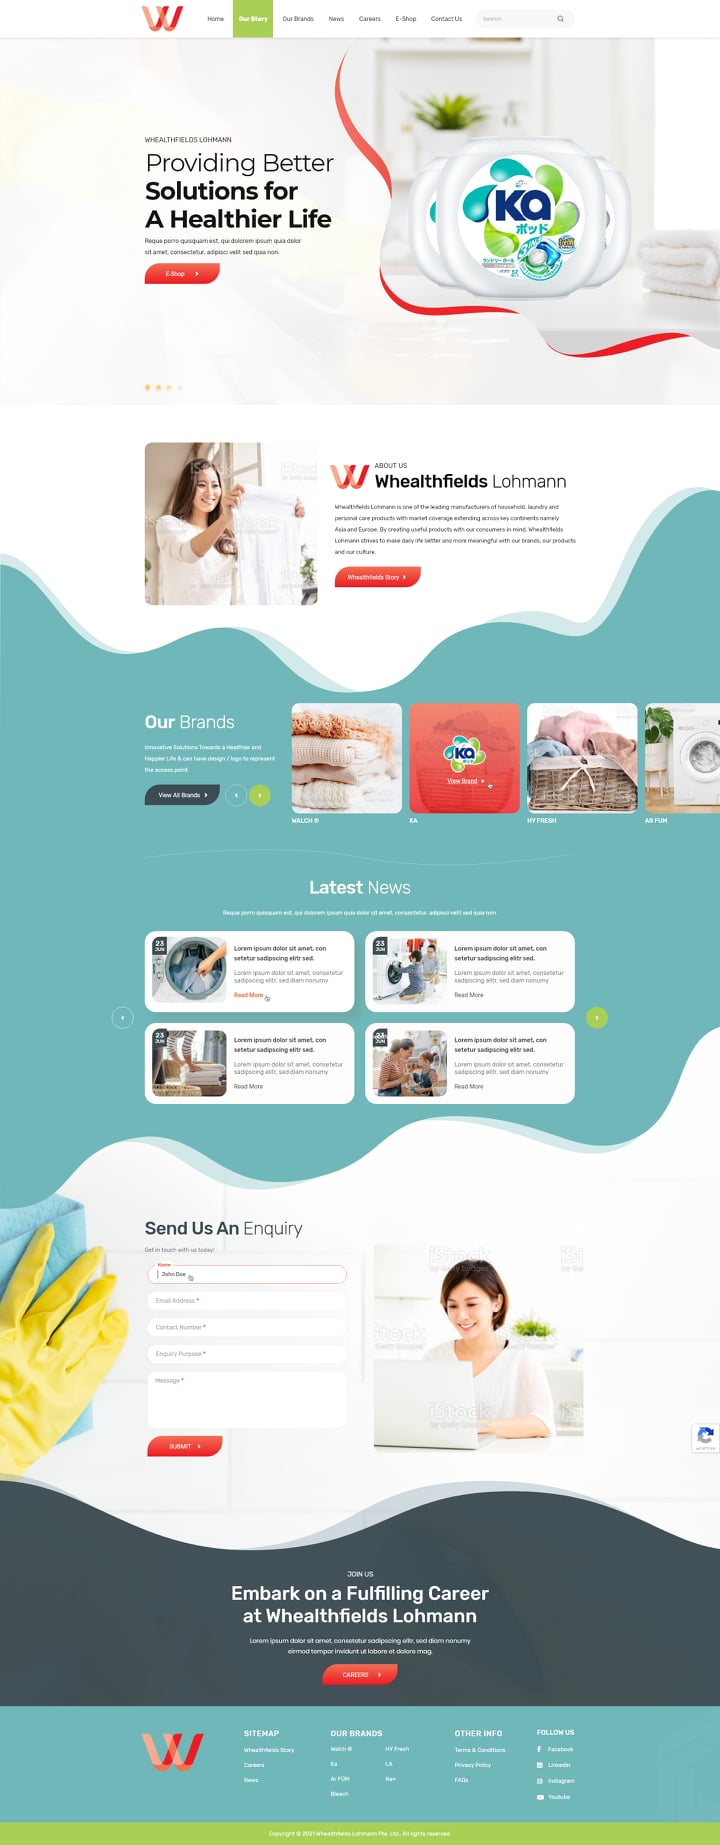 Home
Our Story
Our Brands
News
Careers
E-Shop
Contact Us
Search
WHEALTHFIELDS LOHMANN
Providing Better
Solutions for
A Healthier Life
Reque porro quisquam est, qui dolorem ipsum quia dolor
sit amet, consectetur, adipisci velit sed quia non.
E-Shop
Ka
ポッド
ABOUT US
Whealthfields Lohmann
Whealthfields Lohmann is one of the leading manufacturers of household, laundry and
personal care products with market coverage extending across key continents namely
Asia and Europe. By creating useful products with our consumers in mind, Whealthfields
Lohmann strives to make daily life better and more meaningful with our brands, our products
and our culture.
Whealthfields Story
iStock
by Getty Images
Our Brands
Innovative Solutions Towards a Healthier and
Happier Life & can have design / logo to represent
the access point
View All Brands
Ka
ポッド
View Brand
WALCH ®
KA
HY FRESH
AR FUM
Latest News
Reque porro quisquam est, qui dolorem ipsum quia dolor sit amet, consectetur, adipisci velit sed quia non.
23
JUN
Lorem ipsum dolor sit amet, con
setetur sadipscing elitr sed.
Lorem ipsum dolor sit amet, consetetur
sadipscing elitr, sed diam nonumy
Read More
23
JUN
Lorem ipsum dolor sit amet, con
setetur sadipscing elitr sed.
Lorem ipsum dolor sit amet, consetetur
sadipscing elitr, sed diam nonumy
Read More
23
JUN
Lorem ipsum dolor sit amet, con
setetur sadipscing elitr sed.
Lorem ipsum dolor sit amet, consetetur
sadipscing elitr, sed diam nonumy
Read More
23
JUN
Lorem ipsum dolor sit amet, con
setetur sadipscing elitr sed.
Lorem ipsum dolor sit amet, consetetur
sadipscing elitr, sed diam nonumy
Read More
Send Us An Enquiry
Get in touch with us today!
Name
John Doe
Email Address *
Contact Number *
Enquiry Purpose *
Message *
SUBMIT
iStock
by Getty Images
JOIN US
Embark on a Fulfilling Career
at Whealthfields Lohmann
Lorem ipsum dolor sit amet, consetetur sadipscing elitr, sed diam nonumy
eirmod tempor invidunt ut labore et dolore mag.
CAREERS
SITEMAP
Whealthfields Story
Careers
News
OUR BRANDS
Walch ®
Ka
Ar FÜM
Bleach
HY Fresh
LA
Na+
OTHER INFO
Terms & Conditions
Privacy Policy
FAQs
FOLLOW US
Facebook
LinkedIn
Instagram
Youtube
Copyright © 2021 Whealthfields Lohmann Pte. Ltd.. All rights reserved.